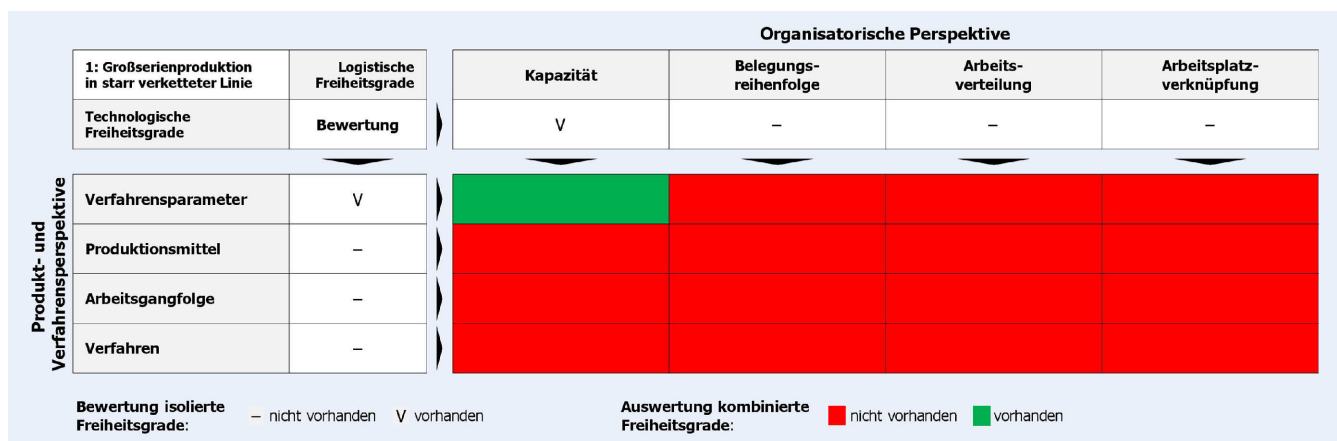 Organisatorische Perspektive
1: Großserienproduktion
in starr verketteter Linie
Logistische
Freiheitsgrade
Kapazität
Belegungs-
reihenfolge
Arbeits-
verteilung
Arbeitsplatz-
verknüpfung
Technologische
Freiheitsgrade
Bewertung
V
–
–
–
Produkt- und
Verfahrensperspektive
Verfahrensparameter
V
Produktionsmittel
–
Arbeitsgangfolge
–
Verfahren
–
Bewertung isolierte
Freiheitsgrade:
– nicht vorhanden V vorhanden
Auswertung kombinierte
Freiheitsgrade:
nicht vorhanden vorhanden